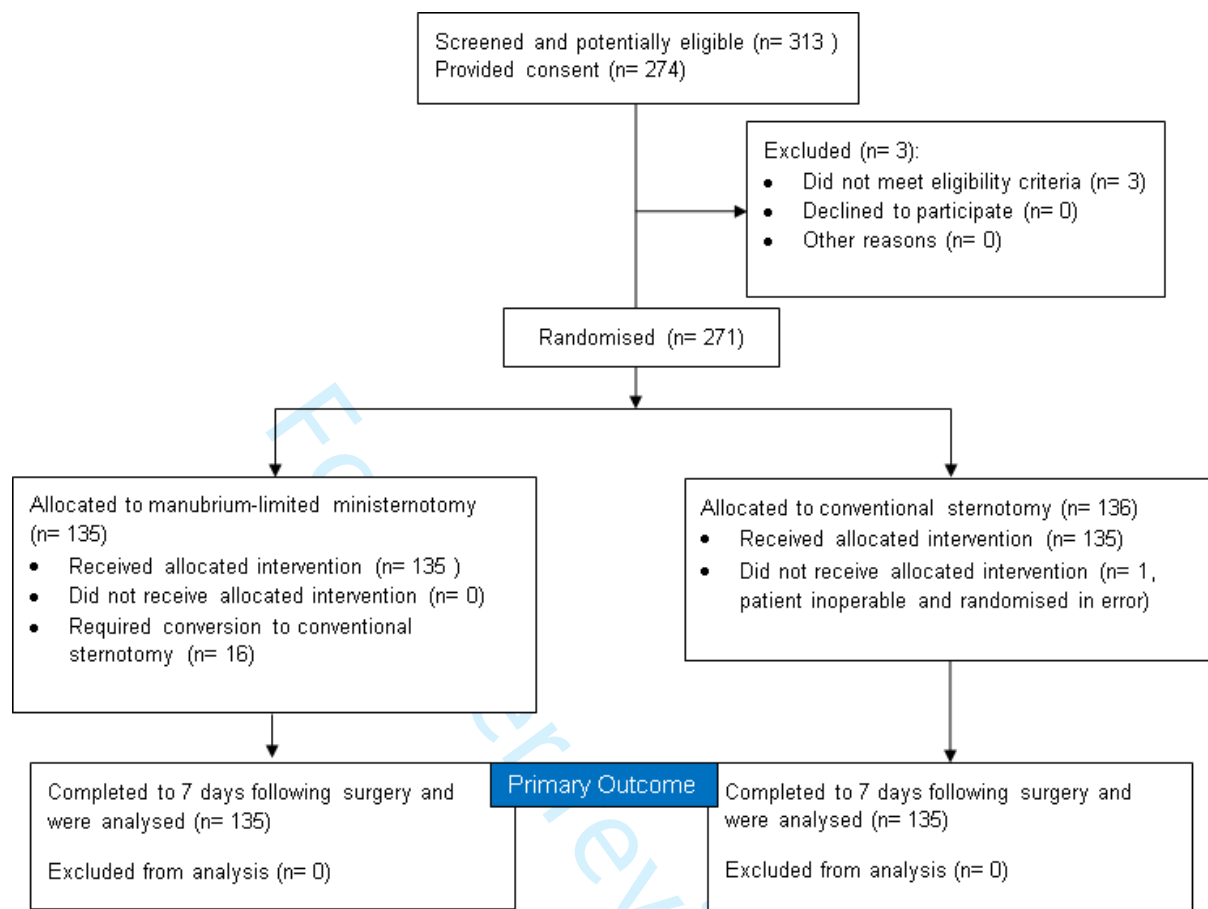 Screened and potentially eligible (n= 313 )
Provided consent (n= 274)
Excluded (n= 3):
• Did not meet eligibility criteria (n= 3)
• Declined to participate (n= 0)
• Other reasons (n= 0)
Randomised (n= 271)
Allocated to manubrium-limited ministernotomy
(n= 135)
• Received allocated intervention (n= 135 )
• Did not receive allocated intervention (n= 0)
• Required conversion to conventional
sternotomy (n= 16)
Allocated to conventional sternotomy (n= 136)
• Received allocated intervention (n= 135)
• Did not receive allocated intervention (n= 1,
patient inoperable and randomised in error)
Primary Outcome
Completed to 7 days following surgery and
were analysed (n= 135)
Excluded from analysis (n= 0)
Completed to 7 days following surgery and
were analysed (n= 135)
Excluded from analysis (n= 0)